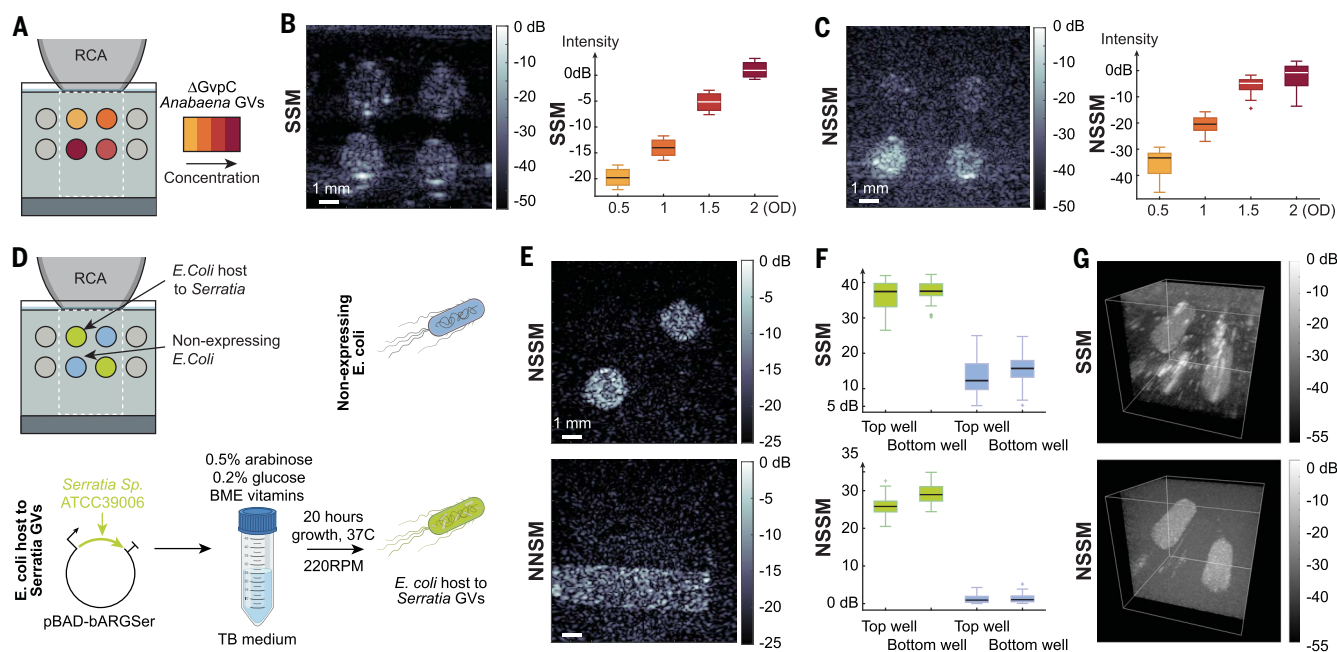 A
RCA
ΔGvpC
Anabaena GVs
Concentration
B
SSM
1 mm
0 dB
-10
-20
-30
-40
-50
Intensity
SSM
0dB
-5
-10
-15
-20
0.5
1
1.5
2 (OD)
C
NSSM
1 mm
0 dB
-10
-20
-30
-40
-50
Intensity
NSSM
0dB
-10
-20
-30
-40
0.5
1
1.5
2 (OD)
D
RCA
E.Coli host
to Serratia
Non-expressing
E.Coli
Non-expressing
E. coli
E. coli host to
Serratia GVs
Serratia Sp.
ATCC39006
pBAD-bARGSer
0.5% arabinose
0.2% glucose
BME vitamins
TB medium
20 hours
growth, 37C
220RPM
E. coli host to
Serratia GVs
E
NSSM
1 mm
0 dB
-5
-10
-15
-20
-25
NNSM
0 dB
-5
-10
-15
-20
-25
F
SSM
40
30
20
10
5 dB
Top well
Bottom well
Top well
Bottom well
NSSM
35
30
20
10
0 dB
Top well
Bottom well
Top well
Bottom well
G
SSM
0 dB
-10
-20
-30
-40
-55
SSM
0 dB
-10
-20
-30
-40
-55